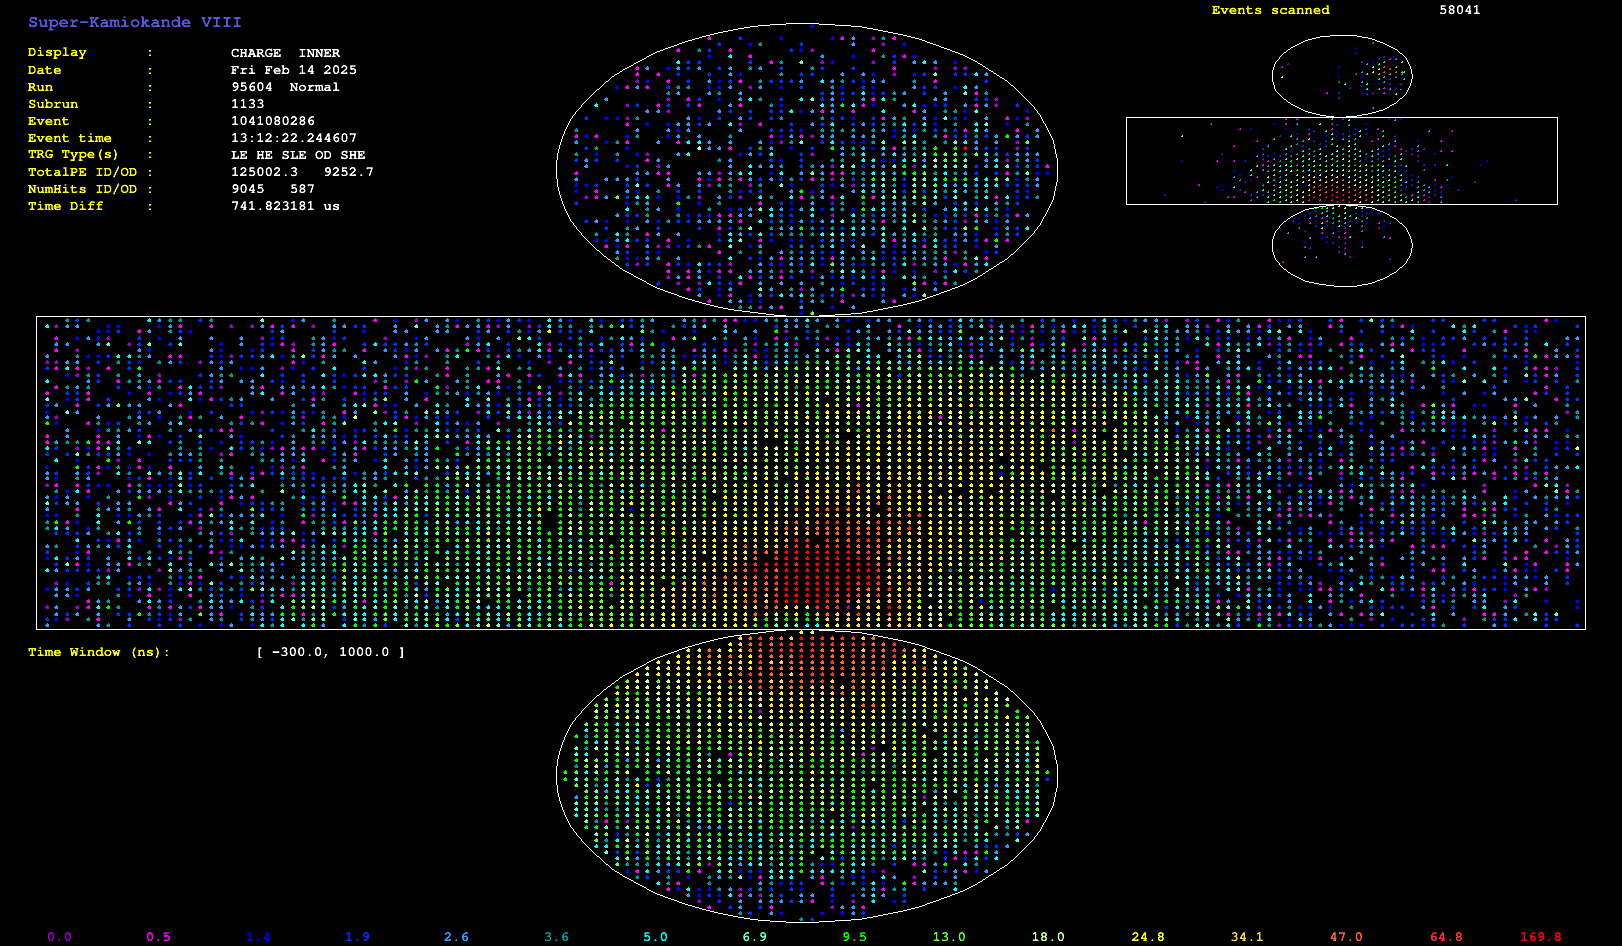 Super-Kamiokande VIII
Events scanned 58041
Display : CHARGE INNER
Date : Fri Feb 14 2025
Run : 95604 Normal
Subrun : 1133
Event : 1041080286
Event time : 13:12:22.244607
TRG Type(s) : LE HE SLE OD SHE
TotalPE ID/OD : 125002.3 9252.7
NumHits ID/OD : 9045 587
Time Diff : 741.823181 us
Time Window (ns): [ -300.0, 1000.0 ]
0.0 0.5 1.4 1.9 2.6 3.6 5.0 6.9 9.5 13.0 18.0 24.8 34.1 47.0 64.8 169.8